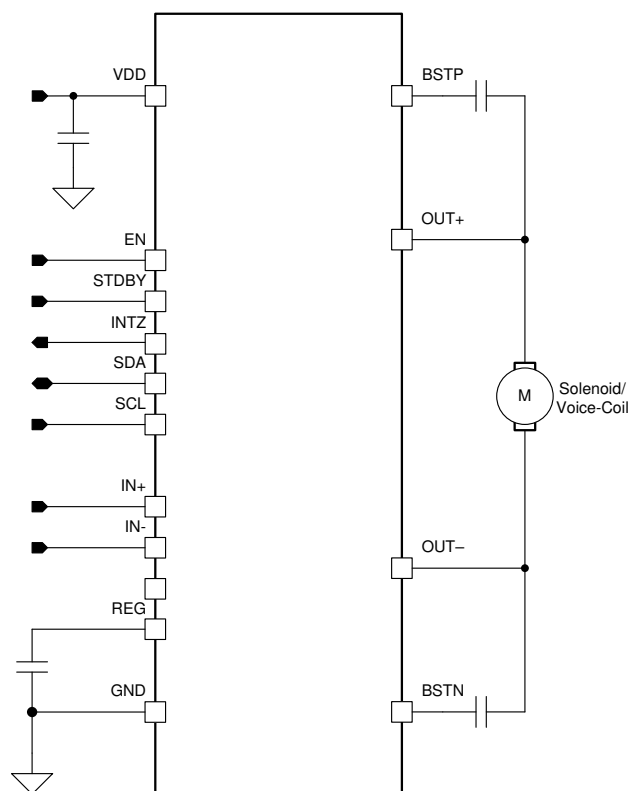 VDD
EN
STDBY
INTZ
SDA
SCL
IN+
IN-
REG
GND
BSTP
OUT+
M
Solenoid/
Voice-Coil
OUT–
BSTN